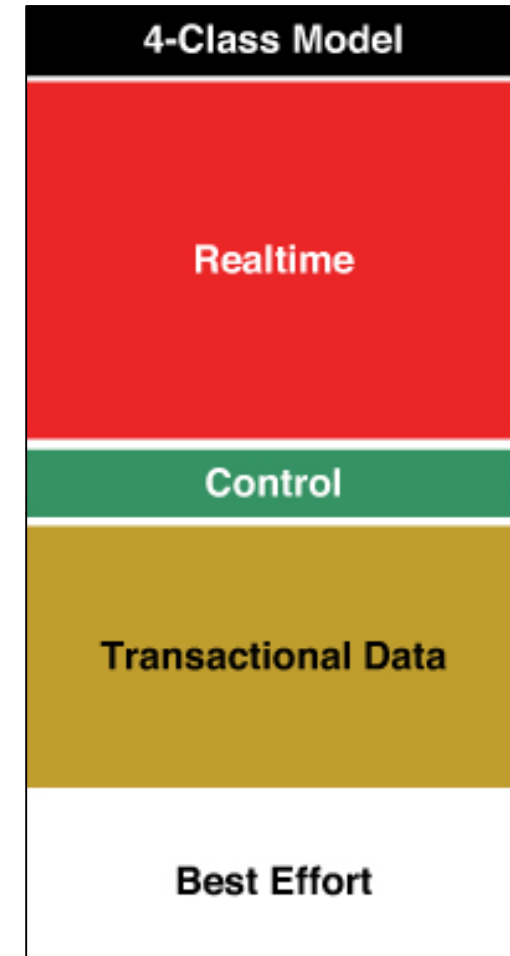 4-Class Model
Realtime
Control
Transactional Data
Best Effort